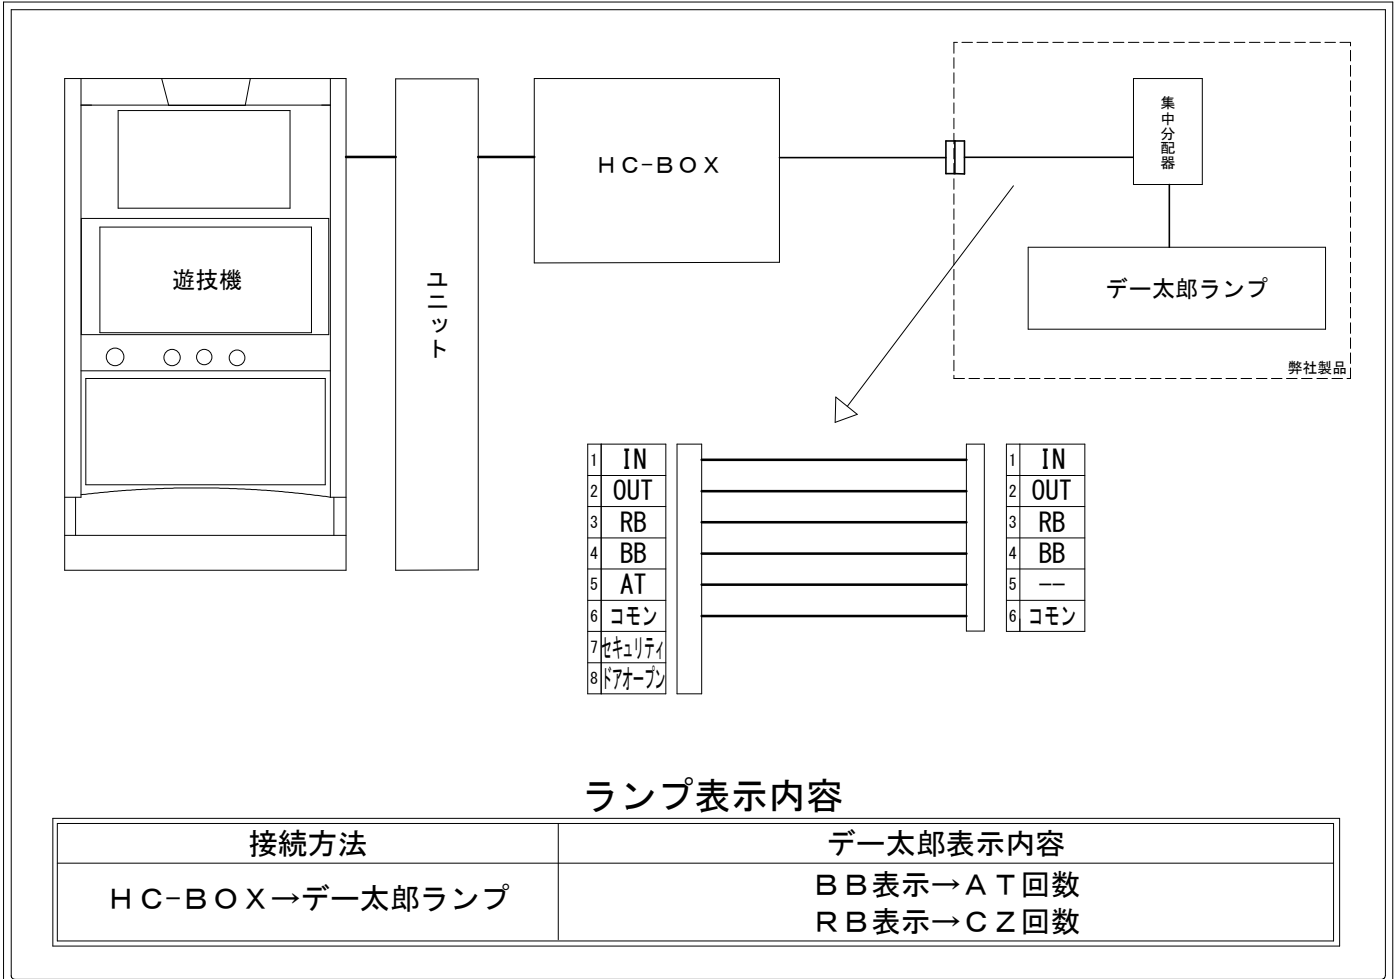 遊技機
ユニット
HC-BOX
集中分配器
デー太郎ランプ
弊社製品
1 IN
2 OUT
3 RB
4 BB
5 AT
6 コモン
7 セキュリティ
8 ドアオープン
1 IN
2 OUT
3 RB
4 BB
5 --
6 コモン
ランプ表示内容
接続方法 デー太郎表示内容
HC-BOX→デー太郎ランプ
BB表示→AT回数
RB表示→CZ回数